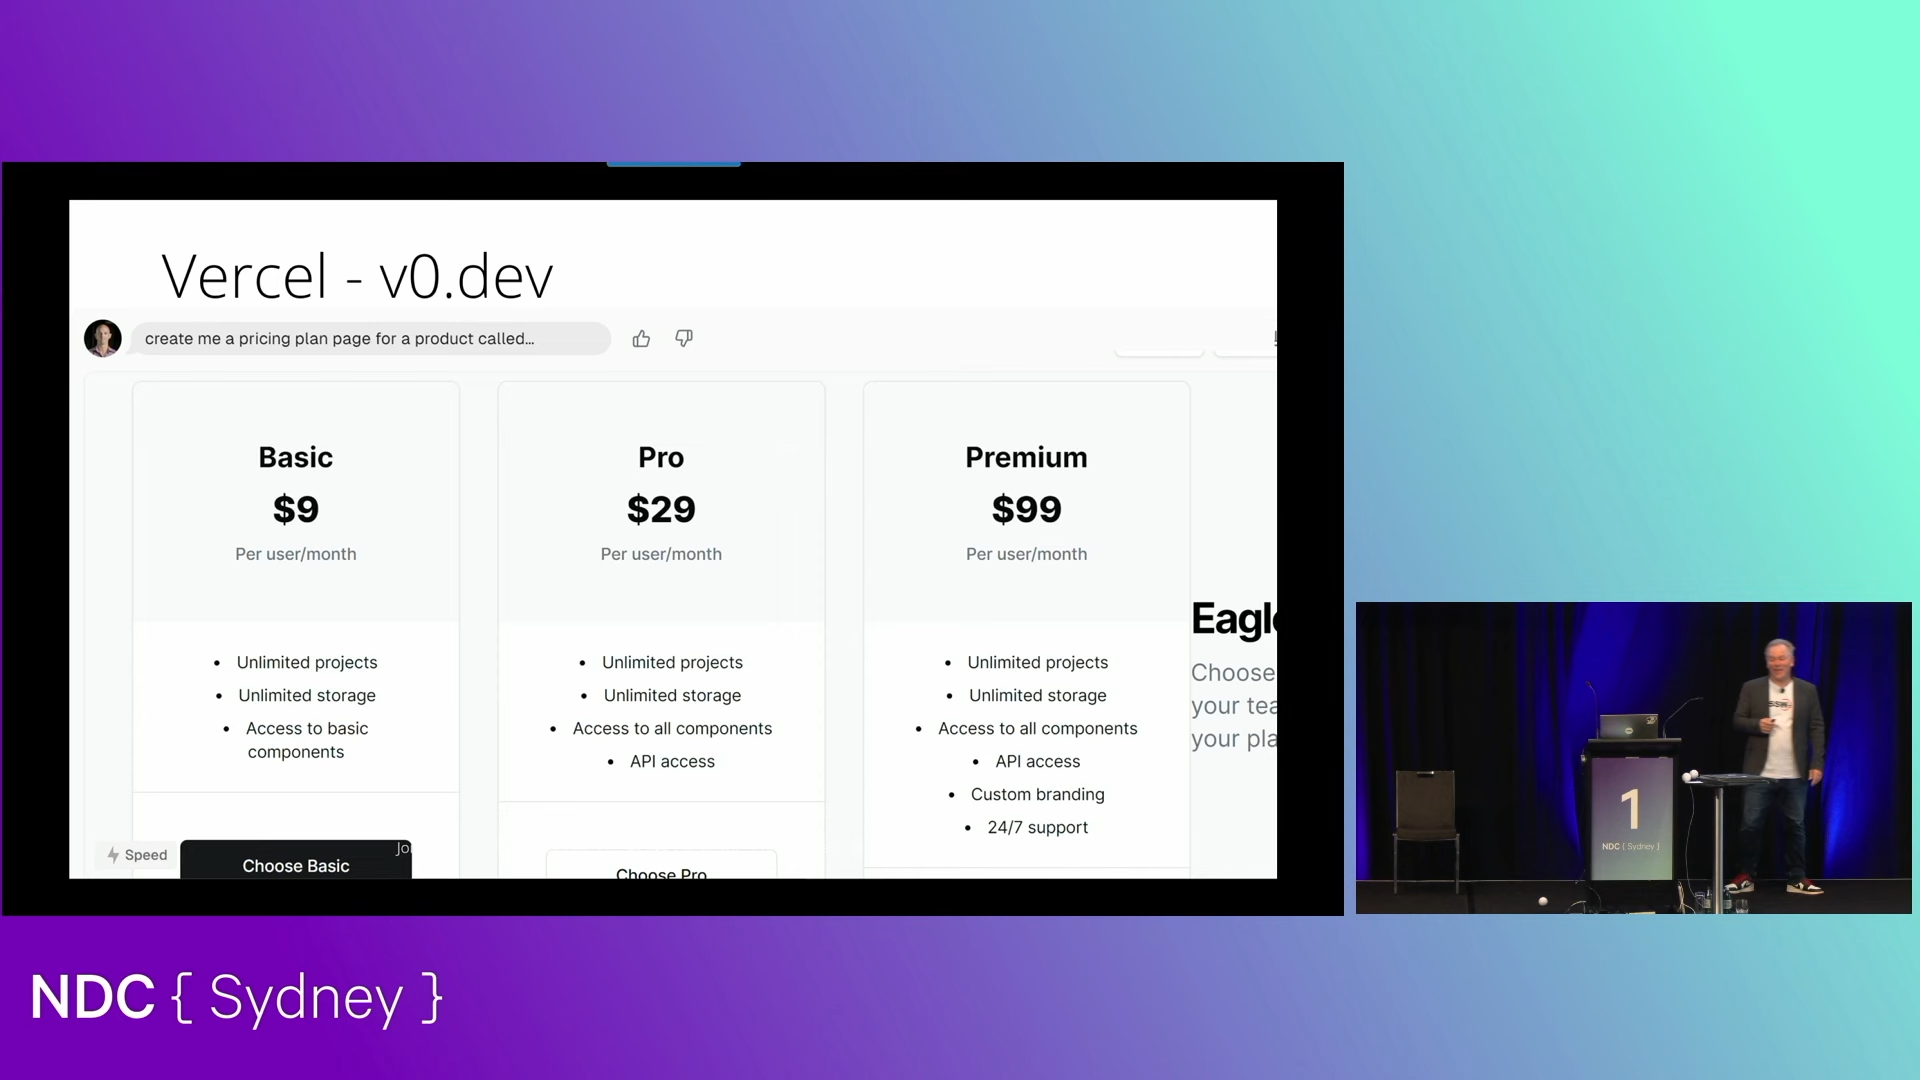 Vercel - v0.dev
create me a pricing plan page for a product called...
Basic
$9
Per user/month
• Unlimited projects
• Unlimited storage
• Access to basic
components
Choose Basic
Pro
$29
Per user/month
• Unlimited projects
• Unlimited storage
• Access to all components
• API access
Choose Pro
Premium
$99
Per user/month
• Unlimited projects
• Unlimited storage
• Access to all components
• API access
• Custom branding
• 24/7 support
Eagl
Choose
your tea
your pla
Speed
Jo
SSW
1
NDC { Sydney }
NDC { Sydney }